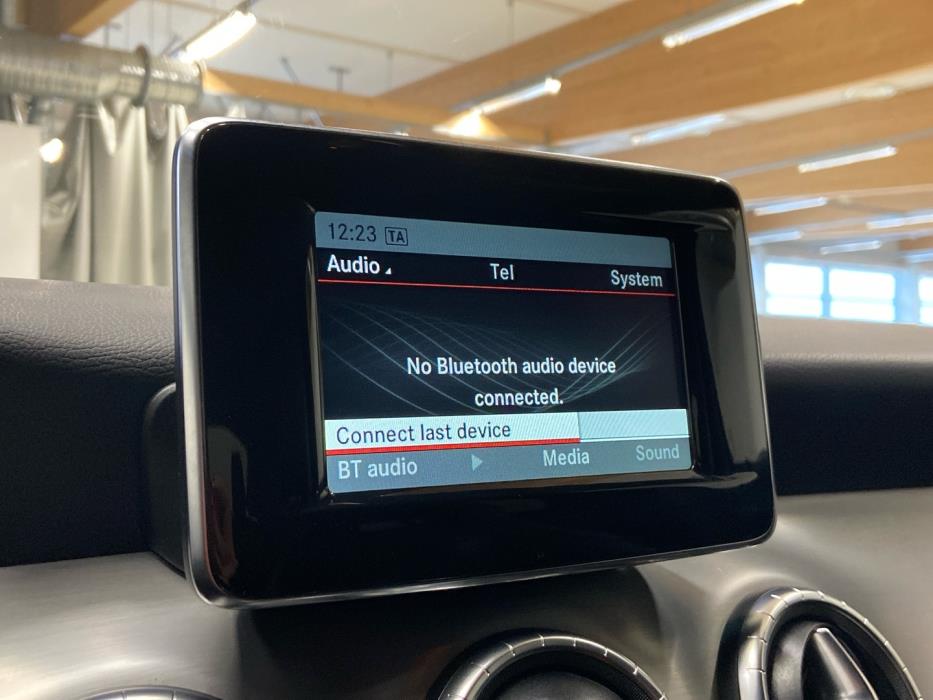 12:23 TA
Audio Tel System
No Bluetooth audio device
connected.
Connect last device
BT audio Media Sound